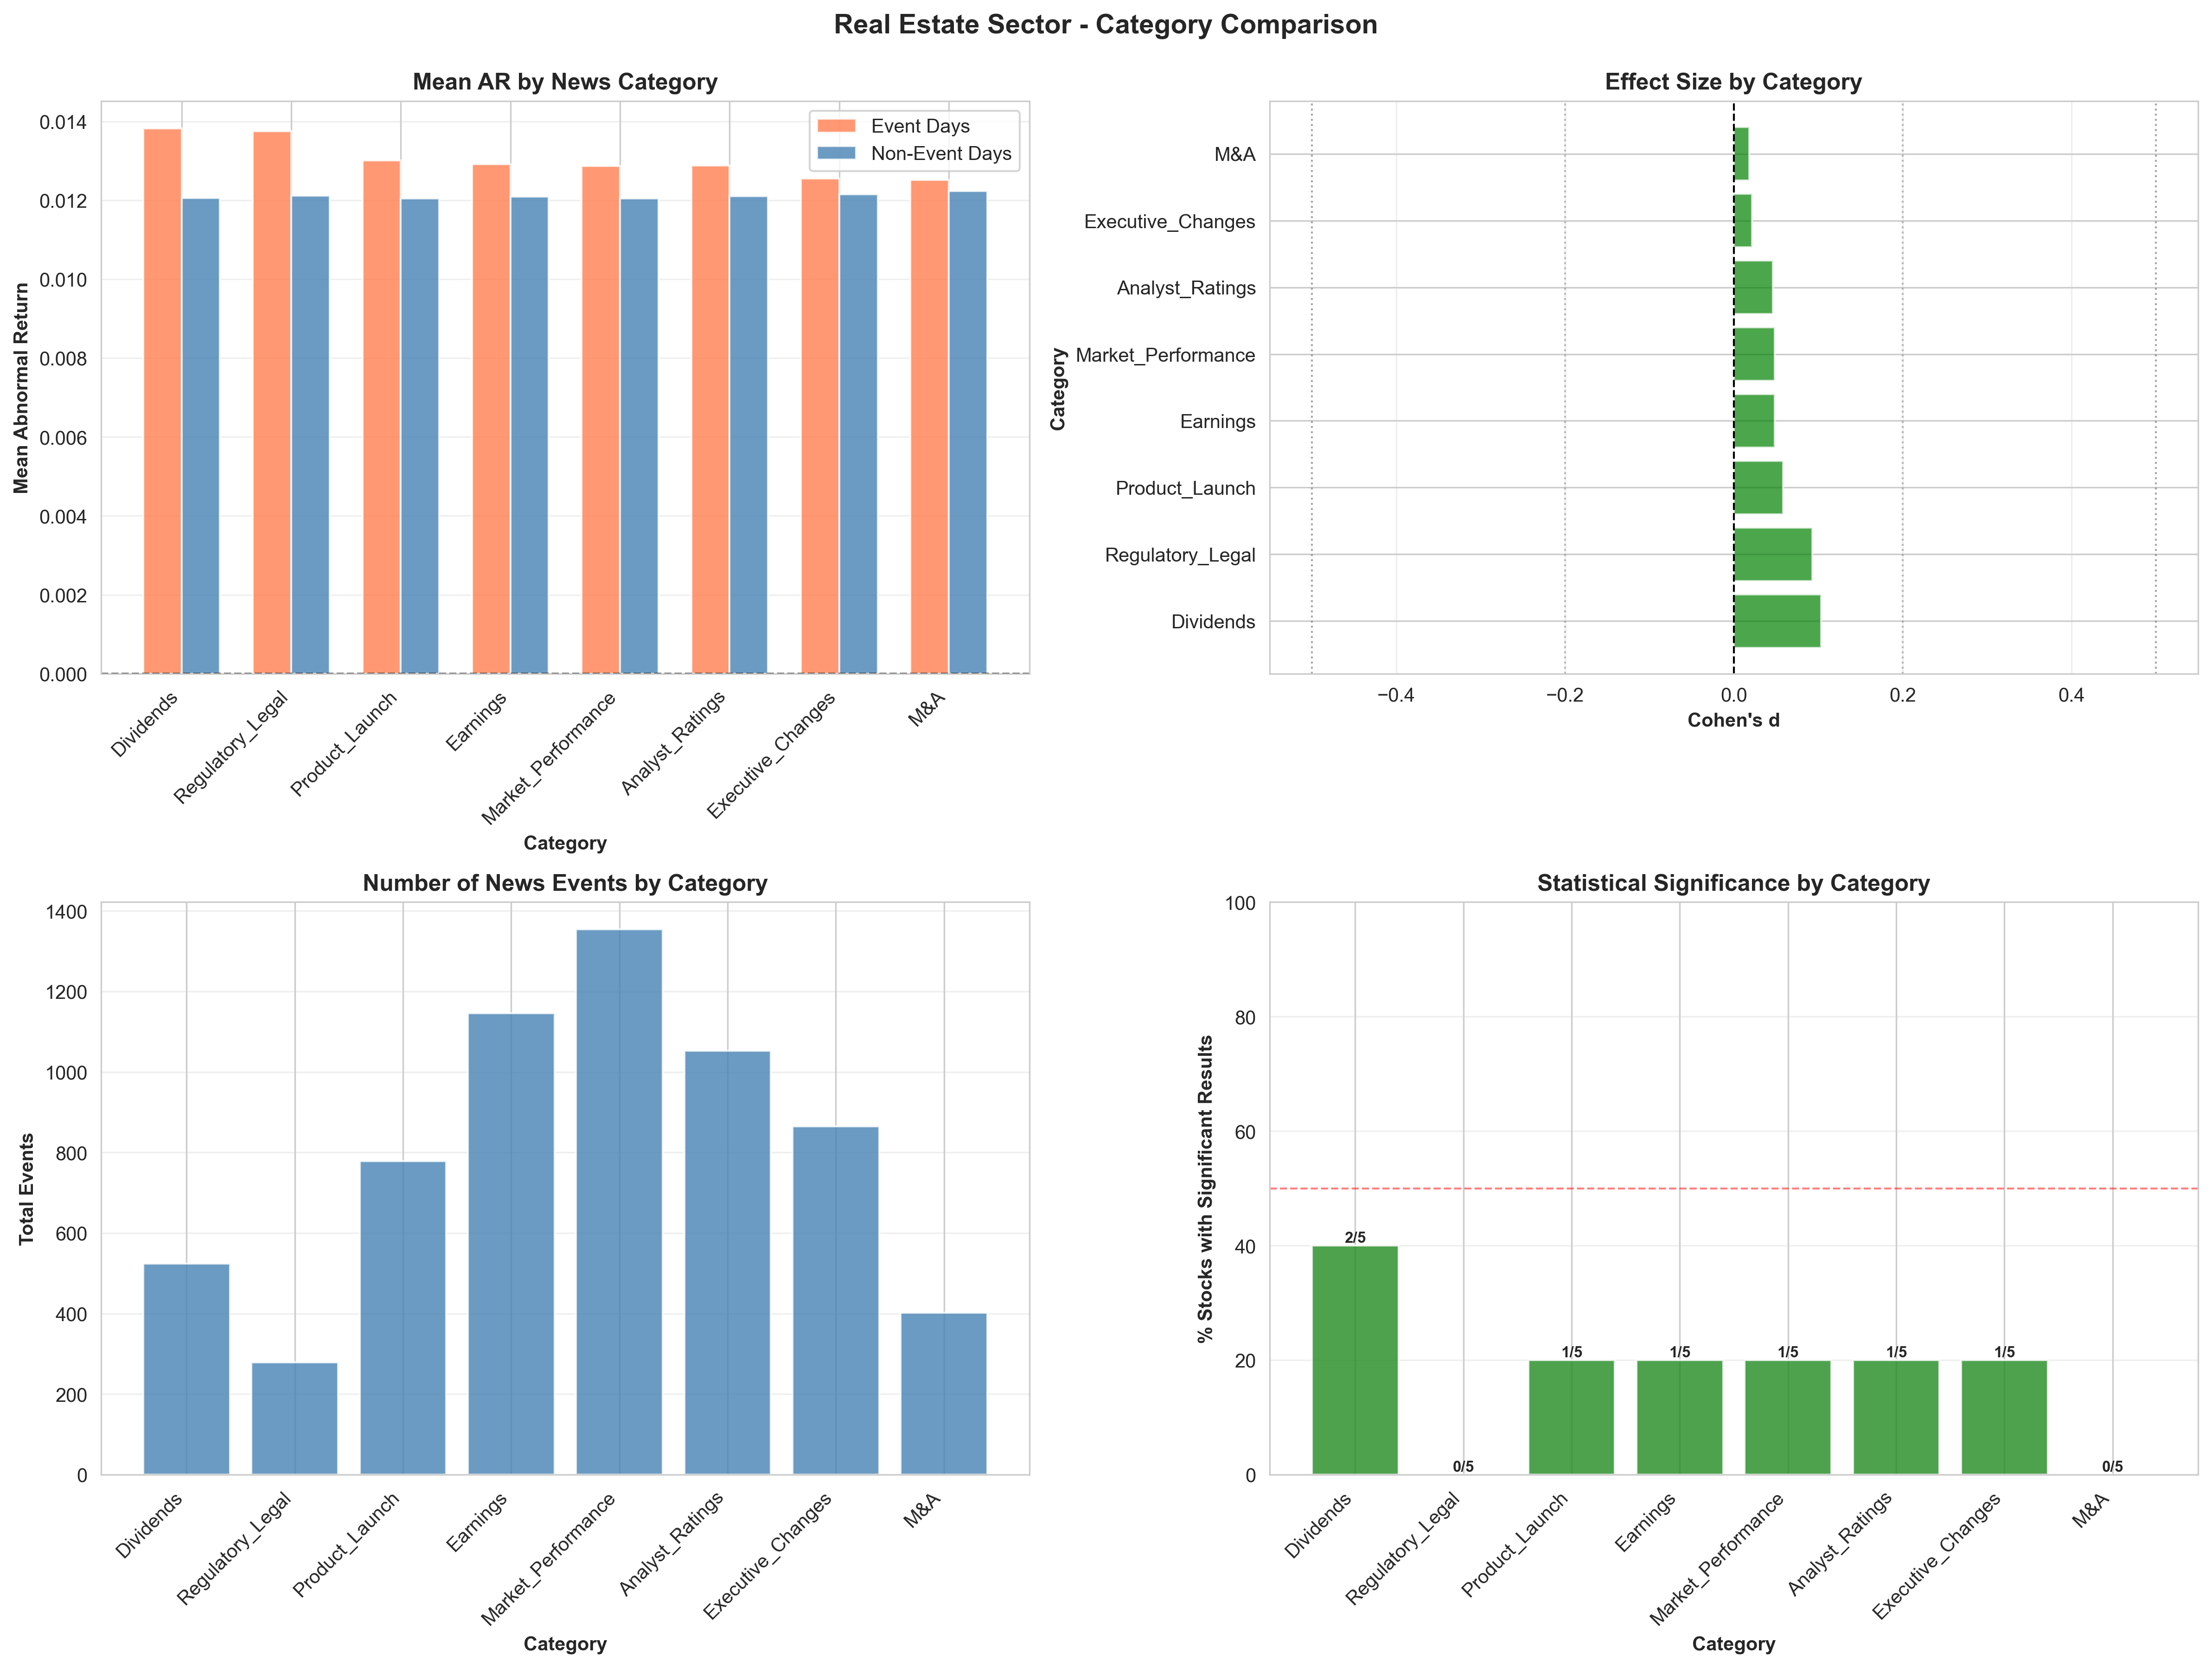 Real Estate Sector - Category Comparison
Mean AR by News Category
Mean Abnormal Return
0.014
0.012
0.010
0.008
0.006
0.004
0.002
0.000
Event Days
Non-Event Days
Dividends
Regulatory_Legal
Product_Launch
Earnings
Market_Performance
Analyst_Ratings
Executive_Changes
M&A
Category
Effect Size by Category
Category
M&A
Executive_Changes
Analyst_Ratings
Market_Performance
Earnings
Product_Launch
Regulatory_Legal
Dividends
−0.4
−0.2
0.0
0.2
0.4
Cohen's d
Number of News Events by Category
Total Events
1400
1200
1000
800
600
400
200
0
Dividends
Regulatory_Legal
Product_Launch
Earnings
Market_Performance
Analyst_Ratings
Executive_Changes
M&A
Category
Statistical Significance by Category
% Stocks with Significant Results
100
80
60
40
20
0
2/5
0/5
1/5
1/5
1/5
1/5
1/5
0/5
Dividends
Regulatory_Legal
Product_Launch
Earnings
Market_Performance
Analyst_Ratings
Executive_Changes
M&A
Category